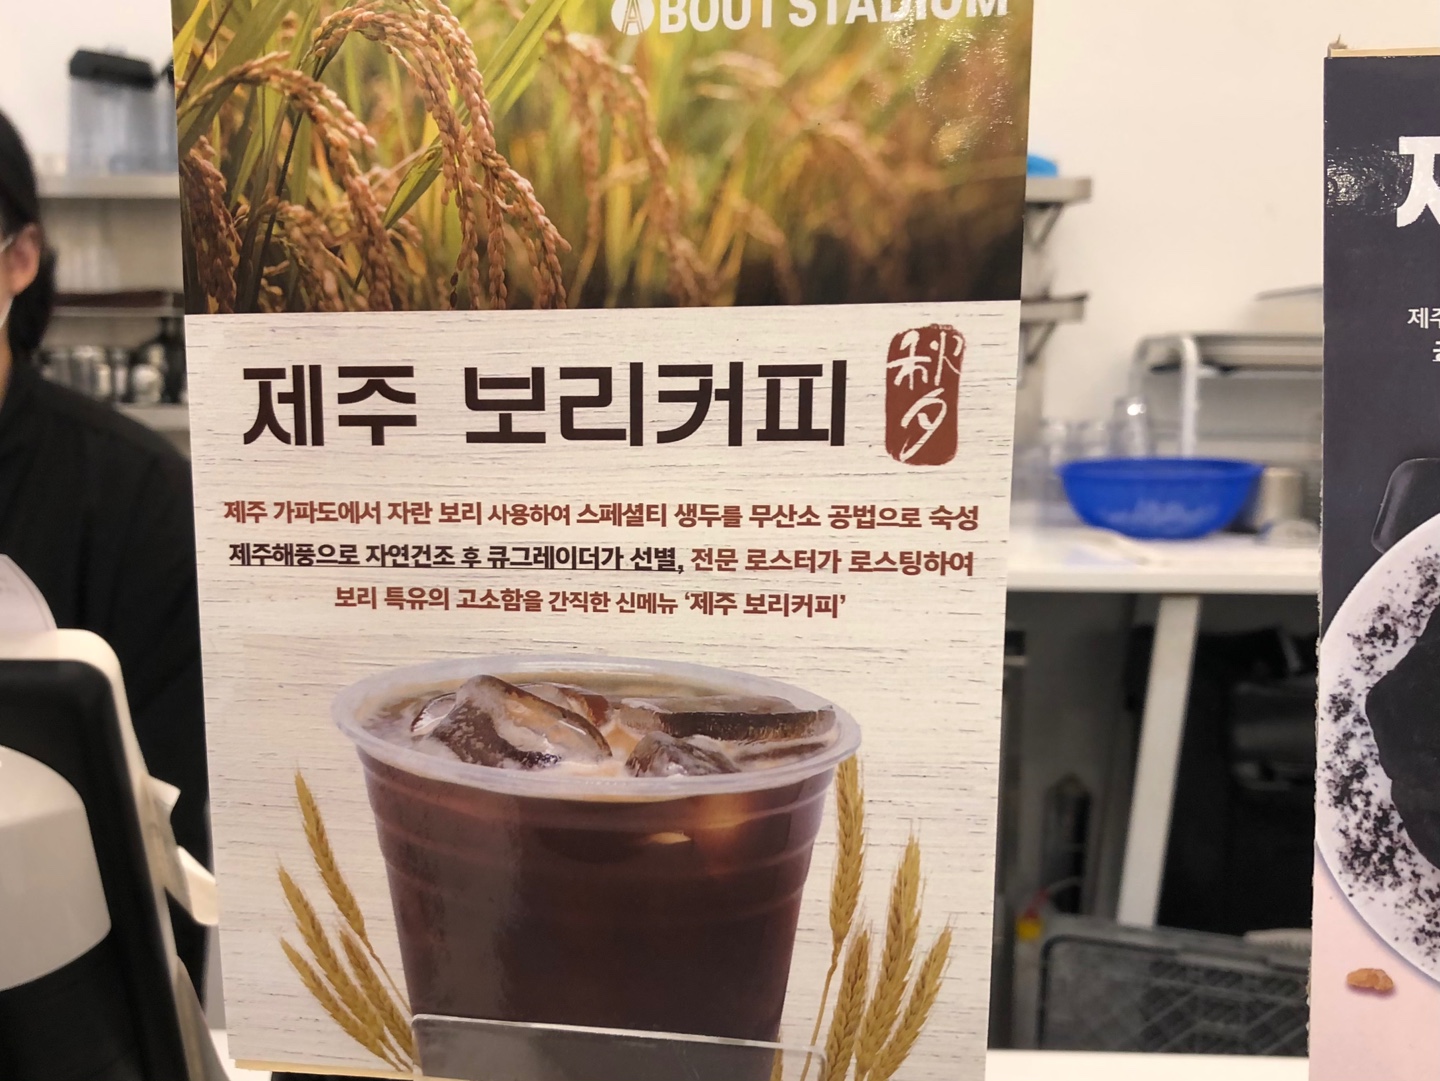 ABOUT STADIUM
제주 보리커피
秋夕
제주 가파도에서 자란 보리 사용하여 스페셜티 생두를 무산소 공법으로 숙성
제주해풍으로 자연건조 후 큐그레이더가 선별, 전문 로스터가 로스팅하여
보리 특유의 고소함을 간직한 신메뉴 ‘제주 보리커피’
제주